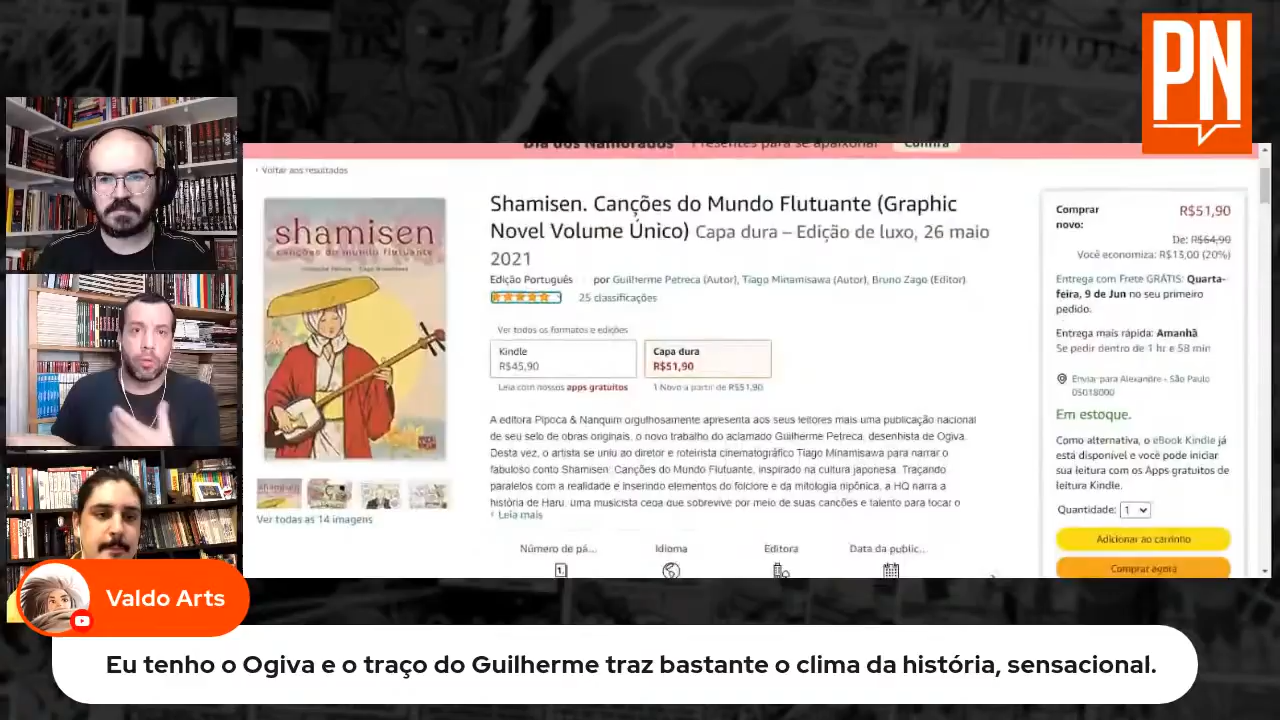 PN
Dia dos Namorados Presentes para se apaixonar Confira
‹ Voltar aos resultados
shamisen
canções do mundo flutuante
Guilherme Petreca Tiago Minamisawa
Ver todas as 14 imagens
Shamisen. Canções do Mundo Flutuante (Graphic
Novel Volume Único) Capa dura – Edição de luxo, 26 maio
2021
Edição Português por Guilherme Petreca (Autor), Tiago Minamisawa (Autor), Bruno Zago (Editor)
25 classificações
Ver todos os formatos e edições
Kindle
R$45,90
Leia com nossos apps gratuitos
Capa dura
R$51,90
1 Novo a partir de R$51,90
A editora Pipoca & Nanquim orgulhosamente apresenta aos seus leitores mais uma publicação nacional
de seu selo de obras originais, o novo trabalho do aclamado Guilherme Petreca, desenhista de Ogiva.
Desta vez, o artista se uniu ao diretor e roteirista cinematográfico Tiago Minamisawa para narrar o
fabuloso conto Shamisen: Canções do Mundo Flutuante, inspirado na cultura japonesa. Traçando
paralelos com a realidade e inserindo elementos do folclore e da mitologia nipônica, a HQ narra a
história de Haru, uma musicista cega que sobrevive por meio de suas canções e talento para tocar o
Leia mais
Número de pá... Idioma Editora Data da public...
Comprar novo: R$51,90
De: R$64,90
Você economiza: R$13,00 (20%)
Entrega com Frete GRÁTIS: Quarta-
feira, 9 de Jun no seu primeiro
pedido.
Entrega mais rápida: Amanhã
Se pedir dentro de 1 hr e 58 min
Enviar para Alexandre - São Paulo
05018000
Em estoque.
Como alternativa, o eBook Kindle já
está disponível e você pode iniciar
sua leitura com os Apps gratuitos de
leitura Kindle.
Quantidade: 1
Adicionar ao carrinho
Comprar agora
Valdo Arts
Eu tenho o Ogiva e o traço do Guilherme traz bastante o clima da história, sensacional.